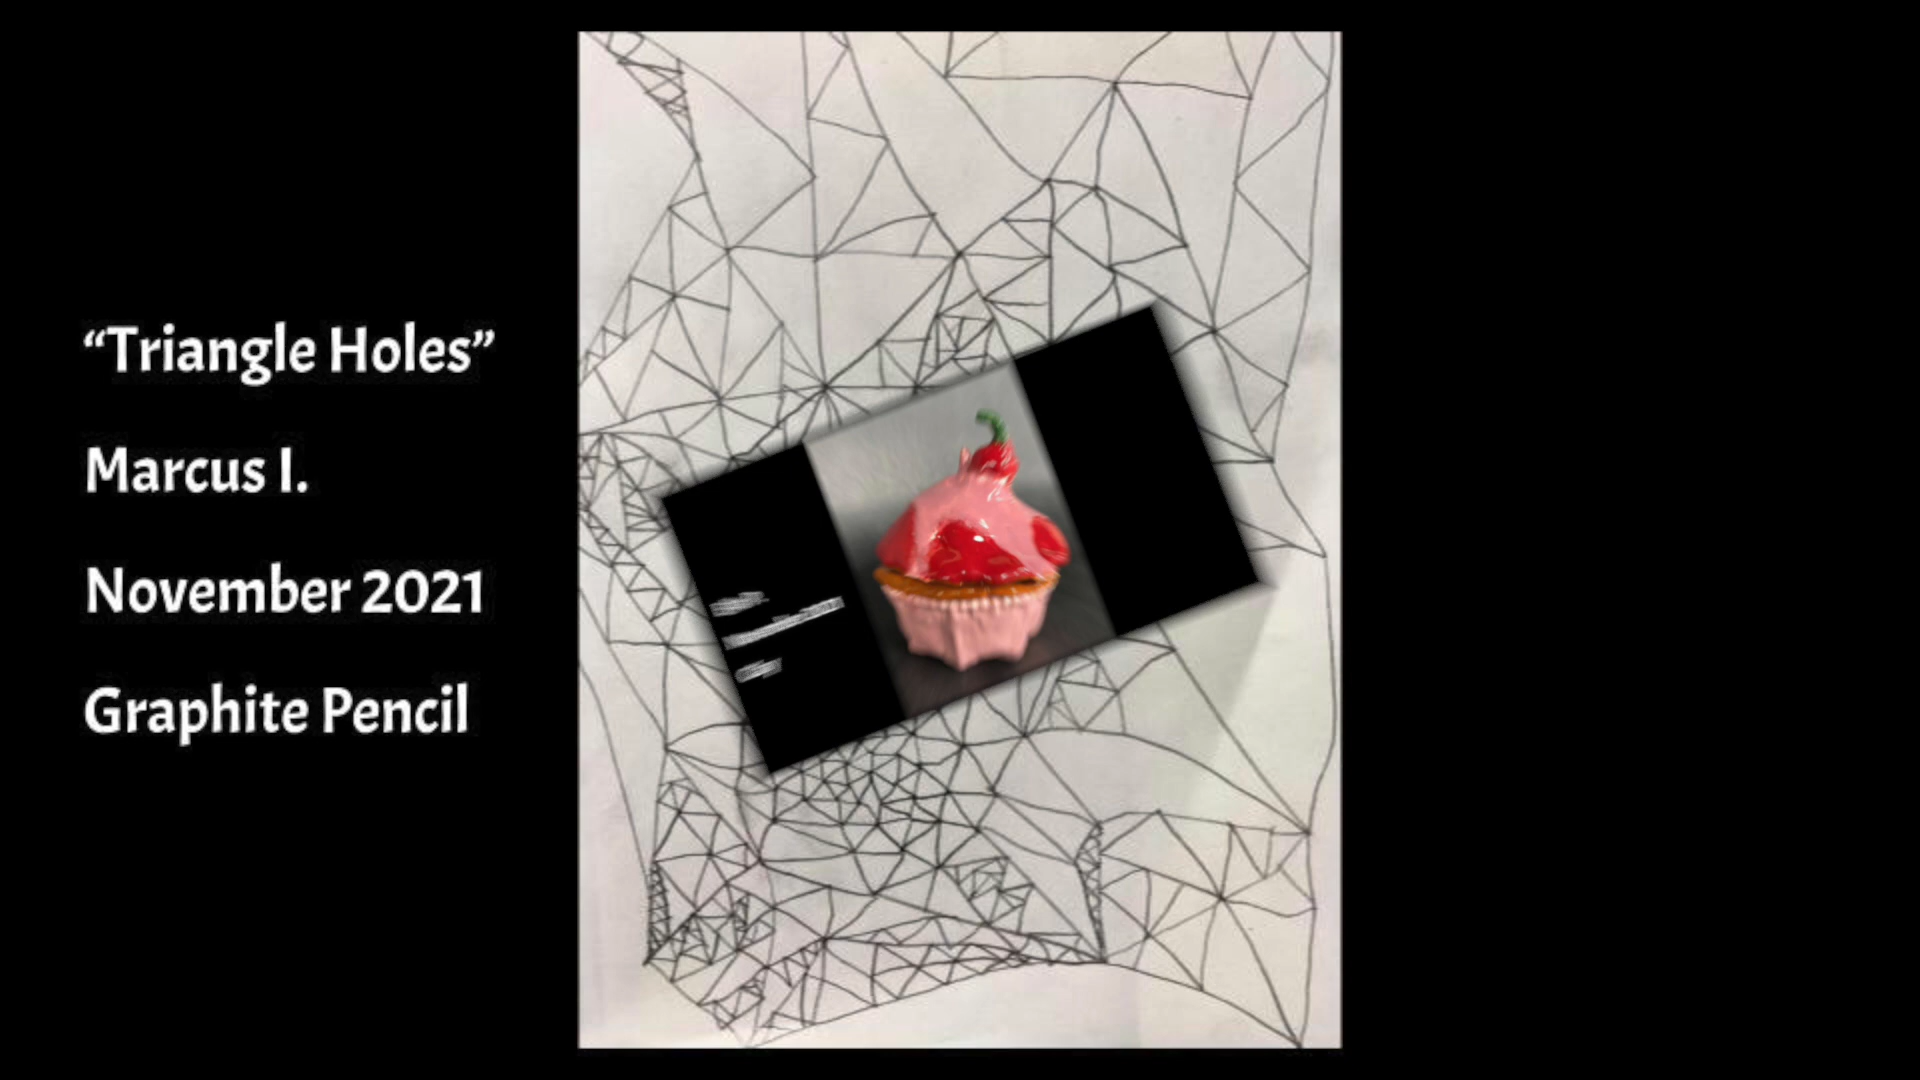 “Triangle Holes”
Marcus I.
November 2021
Graphite Pencil